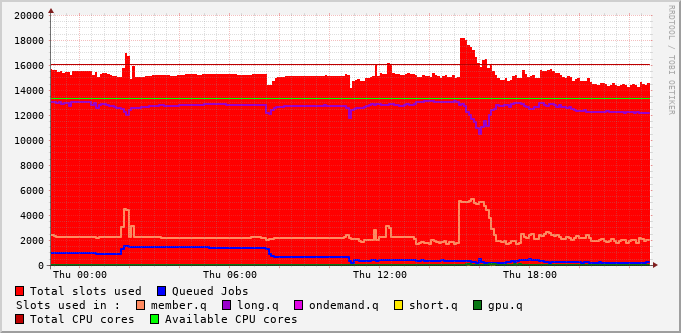 RRDTOOL / TOBI OETIKER
20000
18000
16000
14000
12000
10000
8000
6000
4000
2000
0
Thu 00:00 Thu 06:00 Thu 12:00 Thu 18:00
Total slots used Queued Jobs
Slots used in : member.q long.q ondemand.q short.q gpu.q
Total CPU cores Available CPU cores